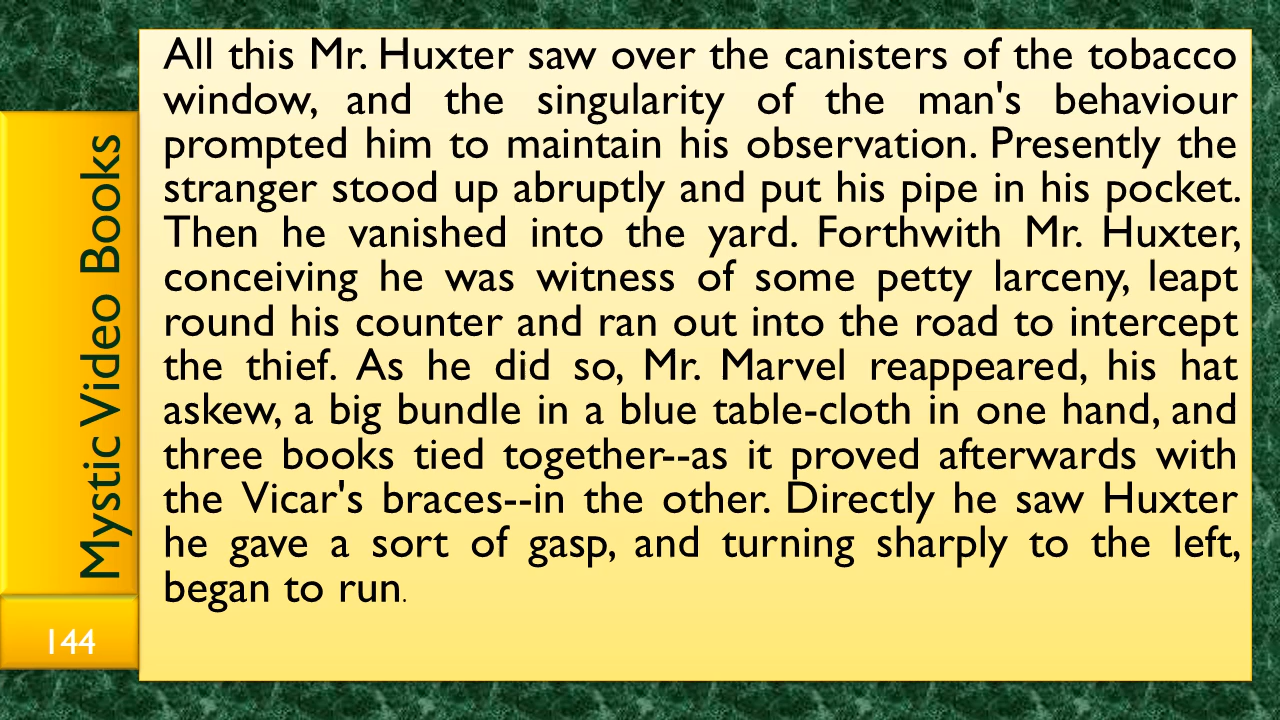 All this Mr. Huxter saw over the canisters of the tobacco
window, and the singularity of the man's behaviour
prompted him to maintain his observation. Presently the
stranger stood up abruptly and put his pipe in his pocket.
Then he vanished into the yard. Forthwith Mr. Huxter,
conceiving he was witness of some petty larceny, leapt
round his counter and ran out into the road to intercept
the thief. As he did so, Mr. Marvel reappeared, his hat
askew, a big bundle in a blue table-cloth in one hand, and
three books tied together--as it proved afterwards with
the Vicar's braces--in the other. Directly he saw Huxter
he gave a sort of gasp, and turning sharply to the left,
began to run.
Mystic Video Books
144